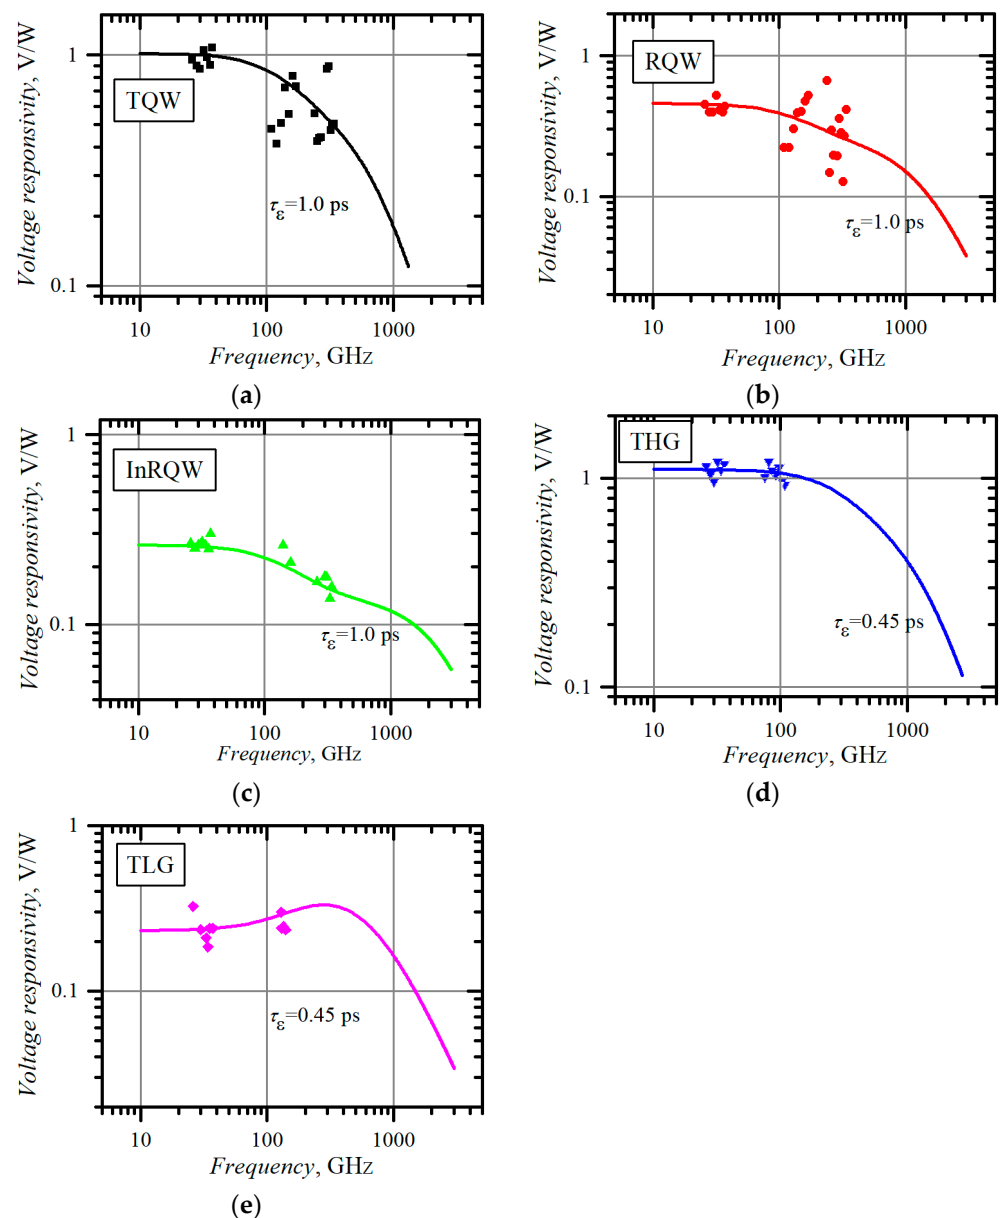 Voltage responsivity, V/W
1
0.1
TQW
τε=1.0 ps
10 100 1000
Frequency, GHz
(a)
Voltage responsivity, V/W
1
0.1
RQW
τε=1.0 ps
10 100 1000
Frequency, GHz
(b)
Voltage responsivity, V/W
1
0.1
InRQW
τε=1.0 ps
10 100 1000
Frequency, GHz
(c)
Voltage responsivity, V/W
1
0.1
THG
τε=0.45 ps
10 100 1000
Frequency, GHz
(d)
Voltage responsivity, V/W
1
0.1
TLG
τε=0.45 ps
10 100 1000
Frequency, GHz
(e)